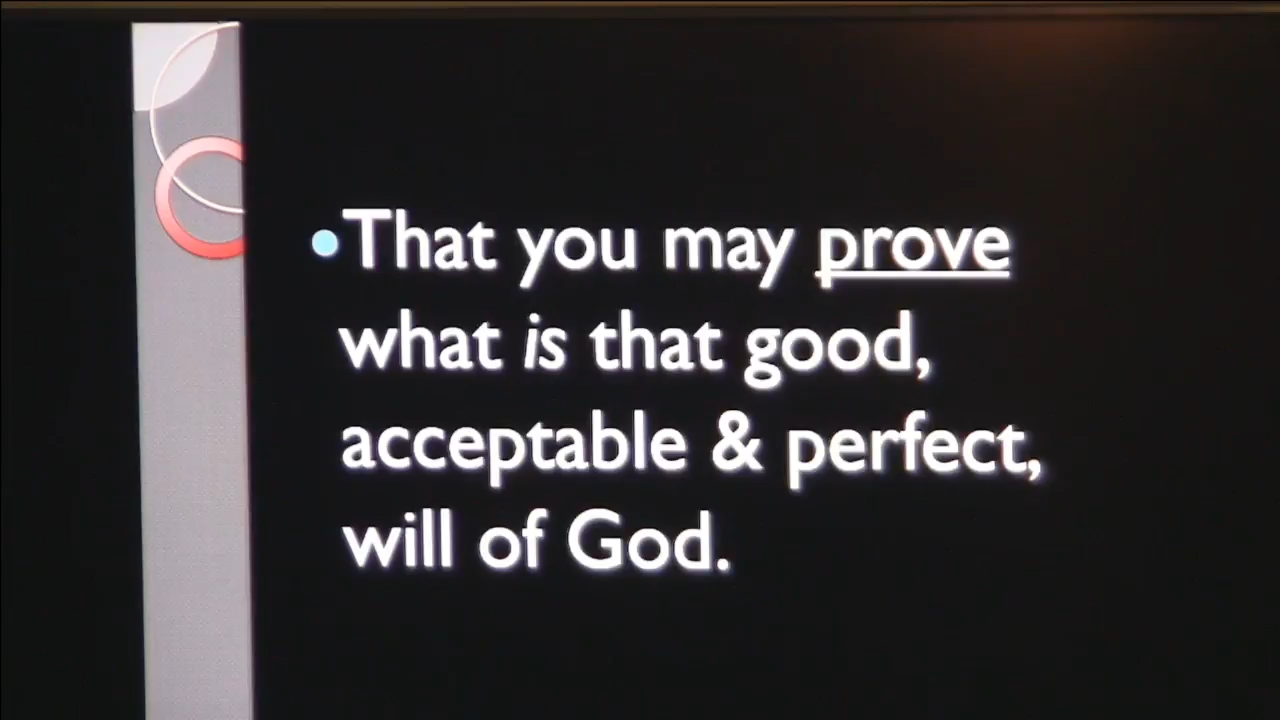 •That you may prove
what is that good,
acceptable & perfect,
will of God.